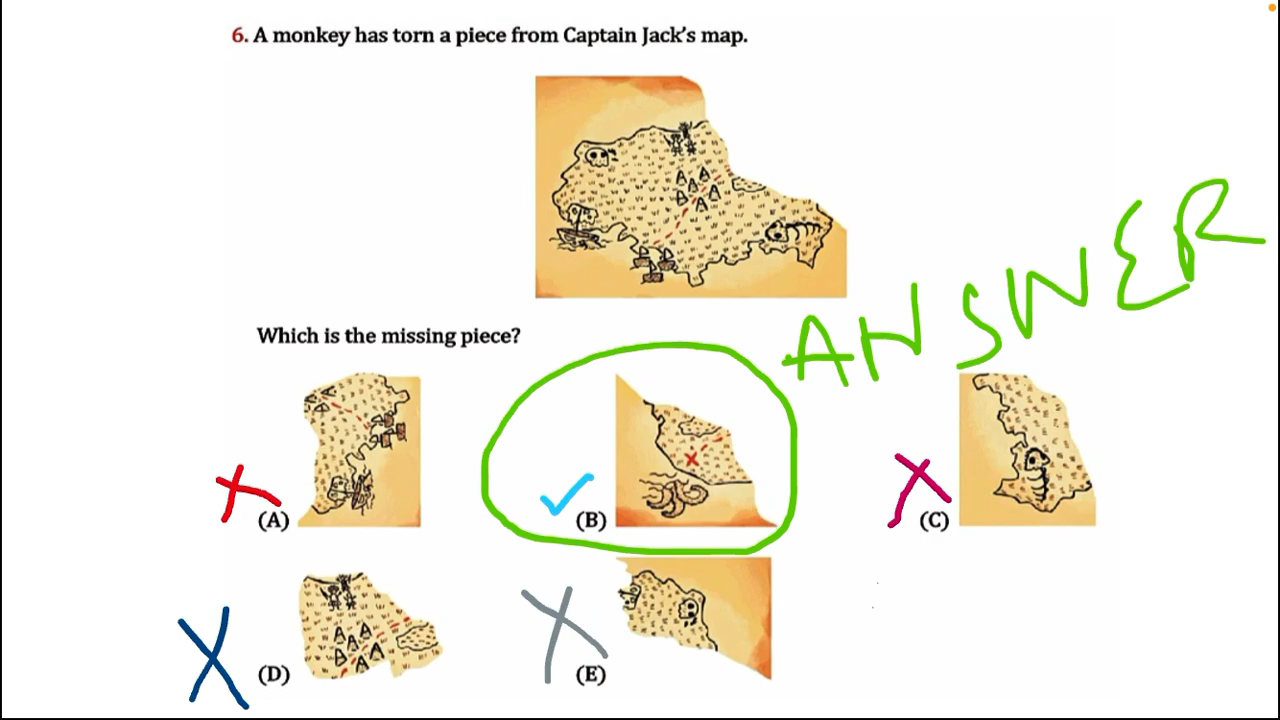 6. A monkey has torn a piece from Captain Jack's map.
Which is the missing piece?
ANSWER
(A)
(B)
(C)
(D)
(E)